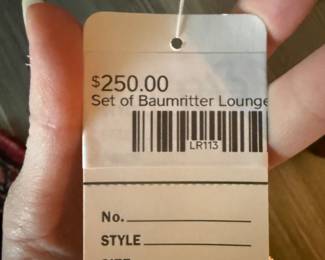 $250.00
Set of Baumritter Lounge
LR113
No.
STYLE